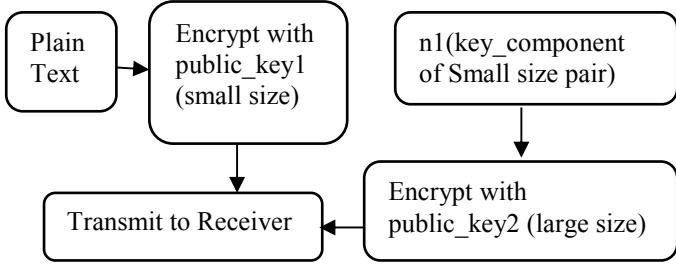 Plain
Text
Encrypt with
public_key1
(small size)
n1(key_component
of Small size pair)
Transmit to Receiver
Encrypt with
public_key2 (large size)